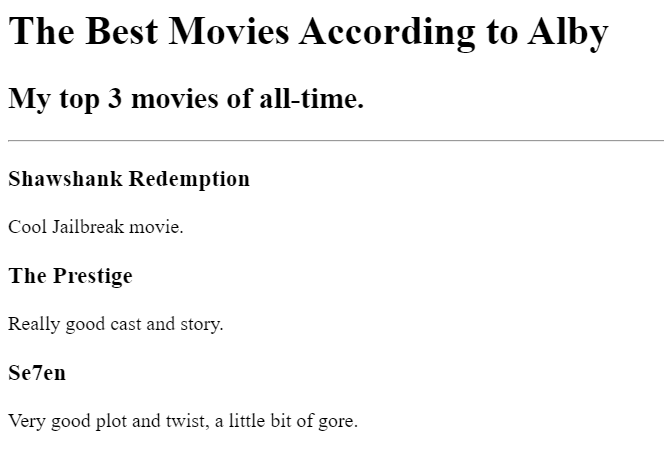 The Best Movies According to Alby
My top 3 movies of all-time.
Shawshank Redemption
Cool Jailbreak movie.
The Prestige
Really good cast and story.
Se7en
Very good plot and twist, a little bit of gore.